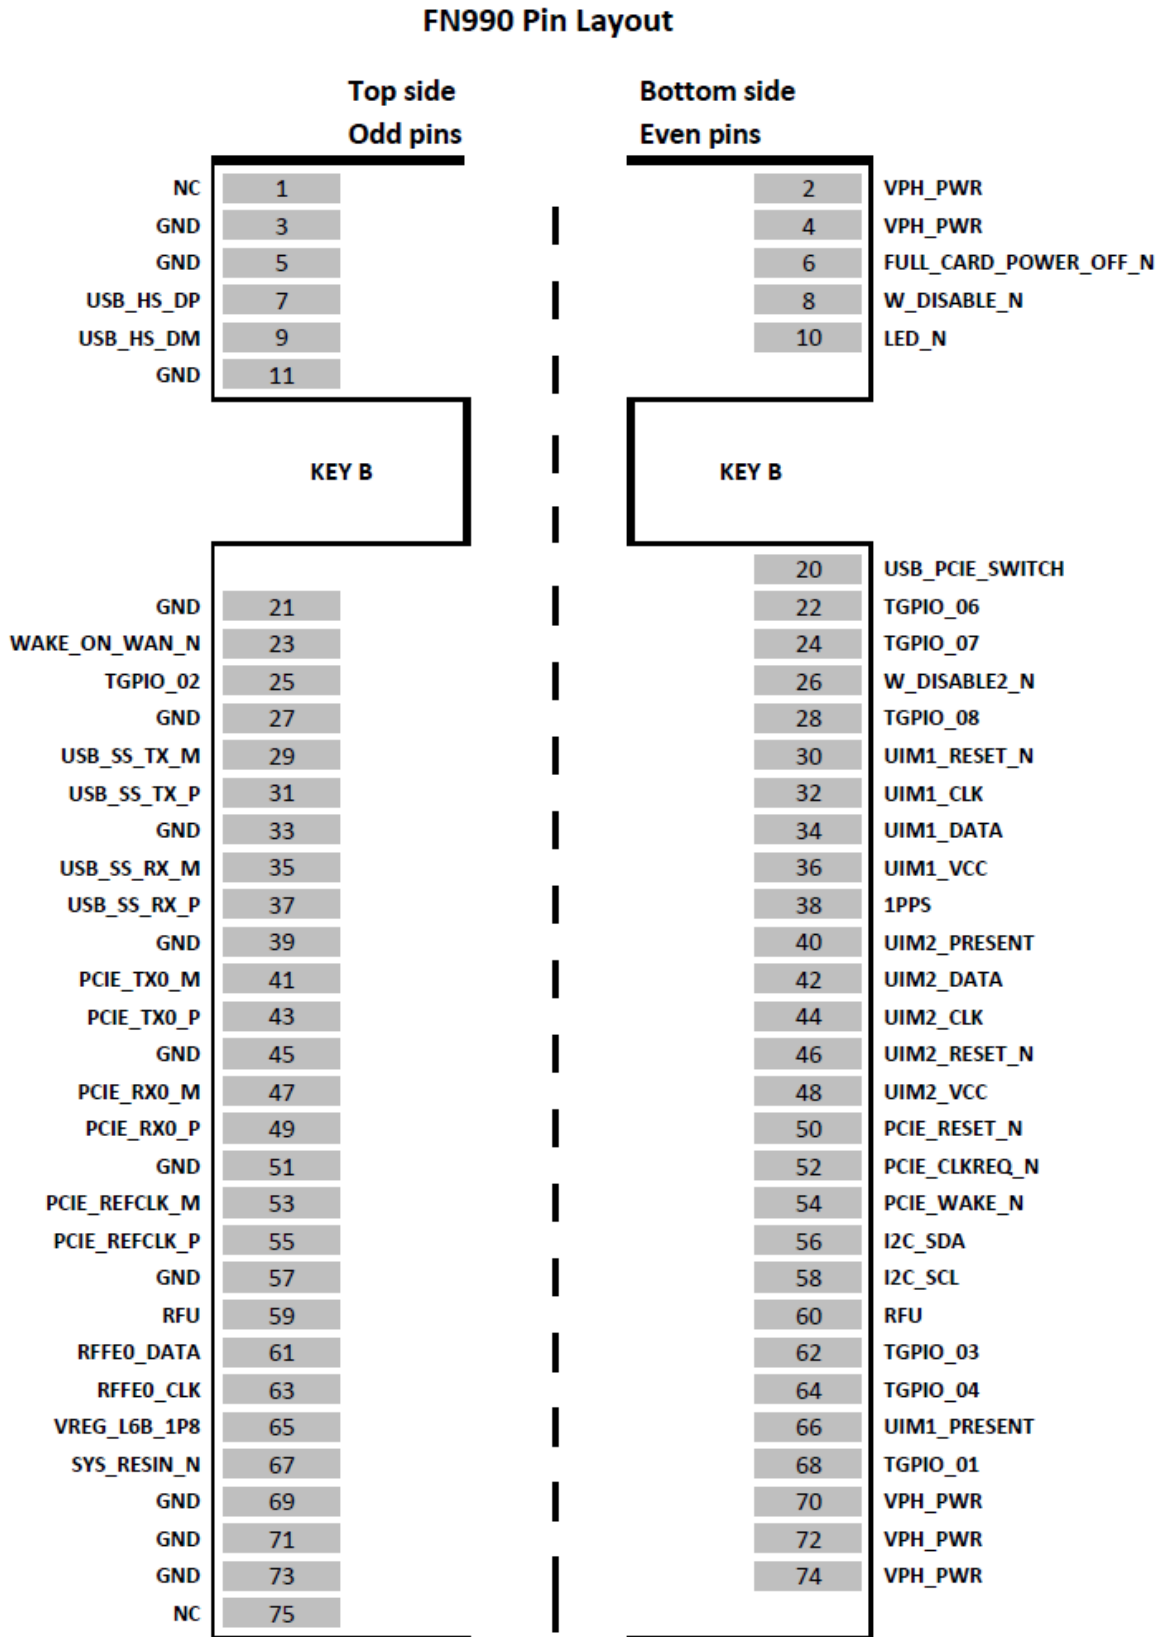 FN990 Pin Layout
Top side Bottom side
Odd pins Even pins
NC 1 2 VPH_PWR
GND 3 4 VPH_PWR
GND 5 6 FULL_CARD_POWER_OFF_N
USB_HS_DP 7 8 W_DISABLE_N
USB_HS_DM 9 10 LED_N
GND 11
KEY B KEY B
20 USB_PCIE_SWITCH
GND 21 22 TGPIO_06
WAKE_ON_WAN_N 23 24 TGPIO_07
TGPIO_02 25 26 W_DISABLE2_N
GND 27 28 TGPIO_08
USB_SS_TX_M 29 30 UIM1_RESET_N
USB_SS_TX_P 31 32 UIM1_CLK
GND 33 34 UIM1_DATA
USB_SS_RX_M 35 36 UIM1_VCC
USB_SS_RX_P 37 38 1PPS
GND 39 40 UIM2_PRESENT
PCIE_TX0_M 41 42 UIM2_DATA
PCIE_TX0_P 43 44 UIM2_CLK
GND 45 46 UIM2_RESET_N
PCIE_RX0_M 47 48 UIM2_VCC
PCIE_RX0_P 49 50 PCIE_RESET_N
GND 51 52 PCIE_CLKREQ_N
PCIE_REFCLK_M 53 54 PCIE_WAKE_N
PCIE_REFCLK_P 55 56 I2C_SDA
GND 57 58 I2C_SCL
RFU 59 60 RFU
RFFE0_DATA 61 62 TGPIO_03
RFFE0_CLK 63 64 TGPIO_04
VREG_L6B_1P8 65 66 UIM1_PRESENT
SYS_RESIN_N 67 68 TGPIO_01
GND 69 70 VPH_PWR
GND 71 72 VPH_PWR
GND 73 74 VPH_PWR
NC 75